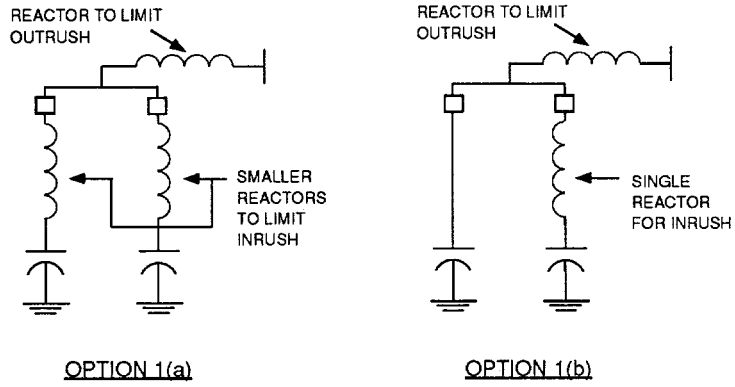 REACTOR TO LIMIT
OUTRUSH
SMALLER
REACTORS
TO LIMIT
INRUSH
OPTION 1(a)
REACTOR TO LIMIT
OUTRUSH
SINGLE
REACTOR
FOR INRUSH
OPTION 1(b)